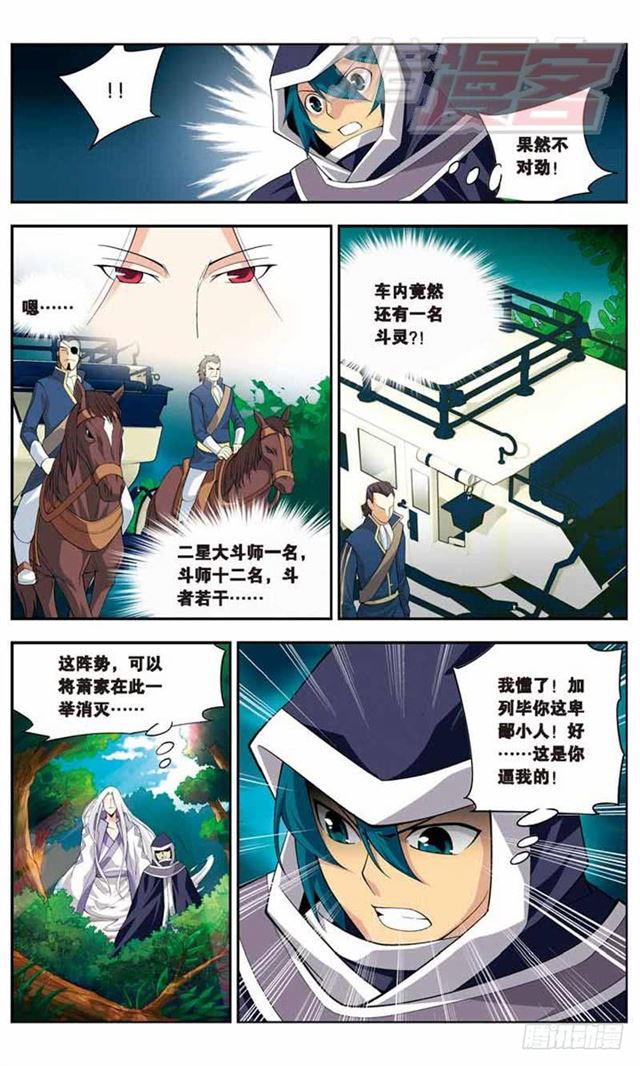 !!
果然不
对劲!
嗯······
车内竟然
还有一名
斗灵?!
二星大斗师一名，
斗师十二名，斗
者若干······
这阵势，可以
将萧家在此一
举消灭······
我懂了！加
列毕你这卑
鄙小人！好
······这是你
逼我的！
漫客
腾讯动漫